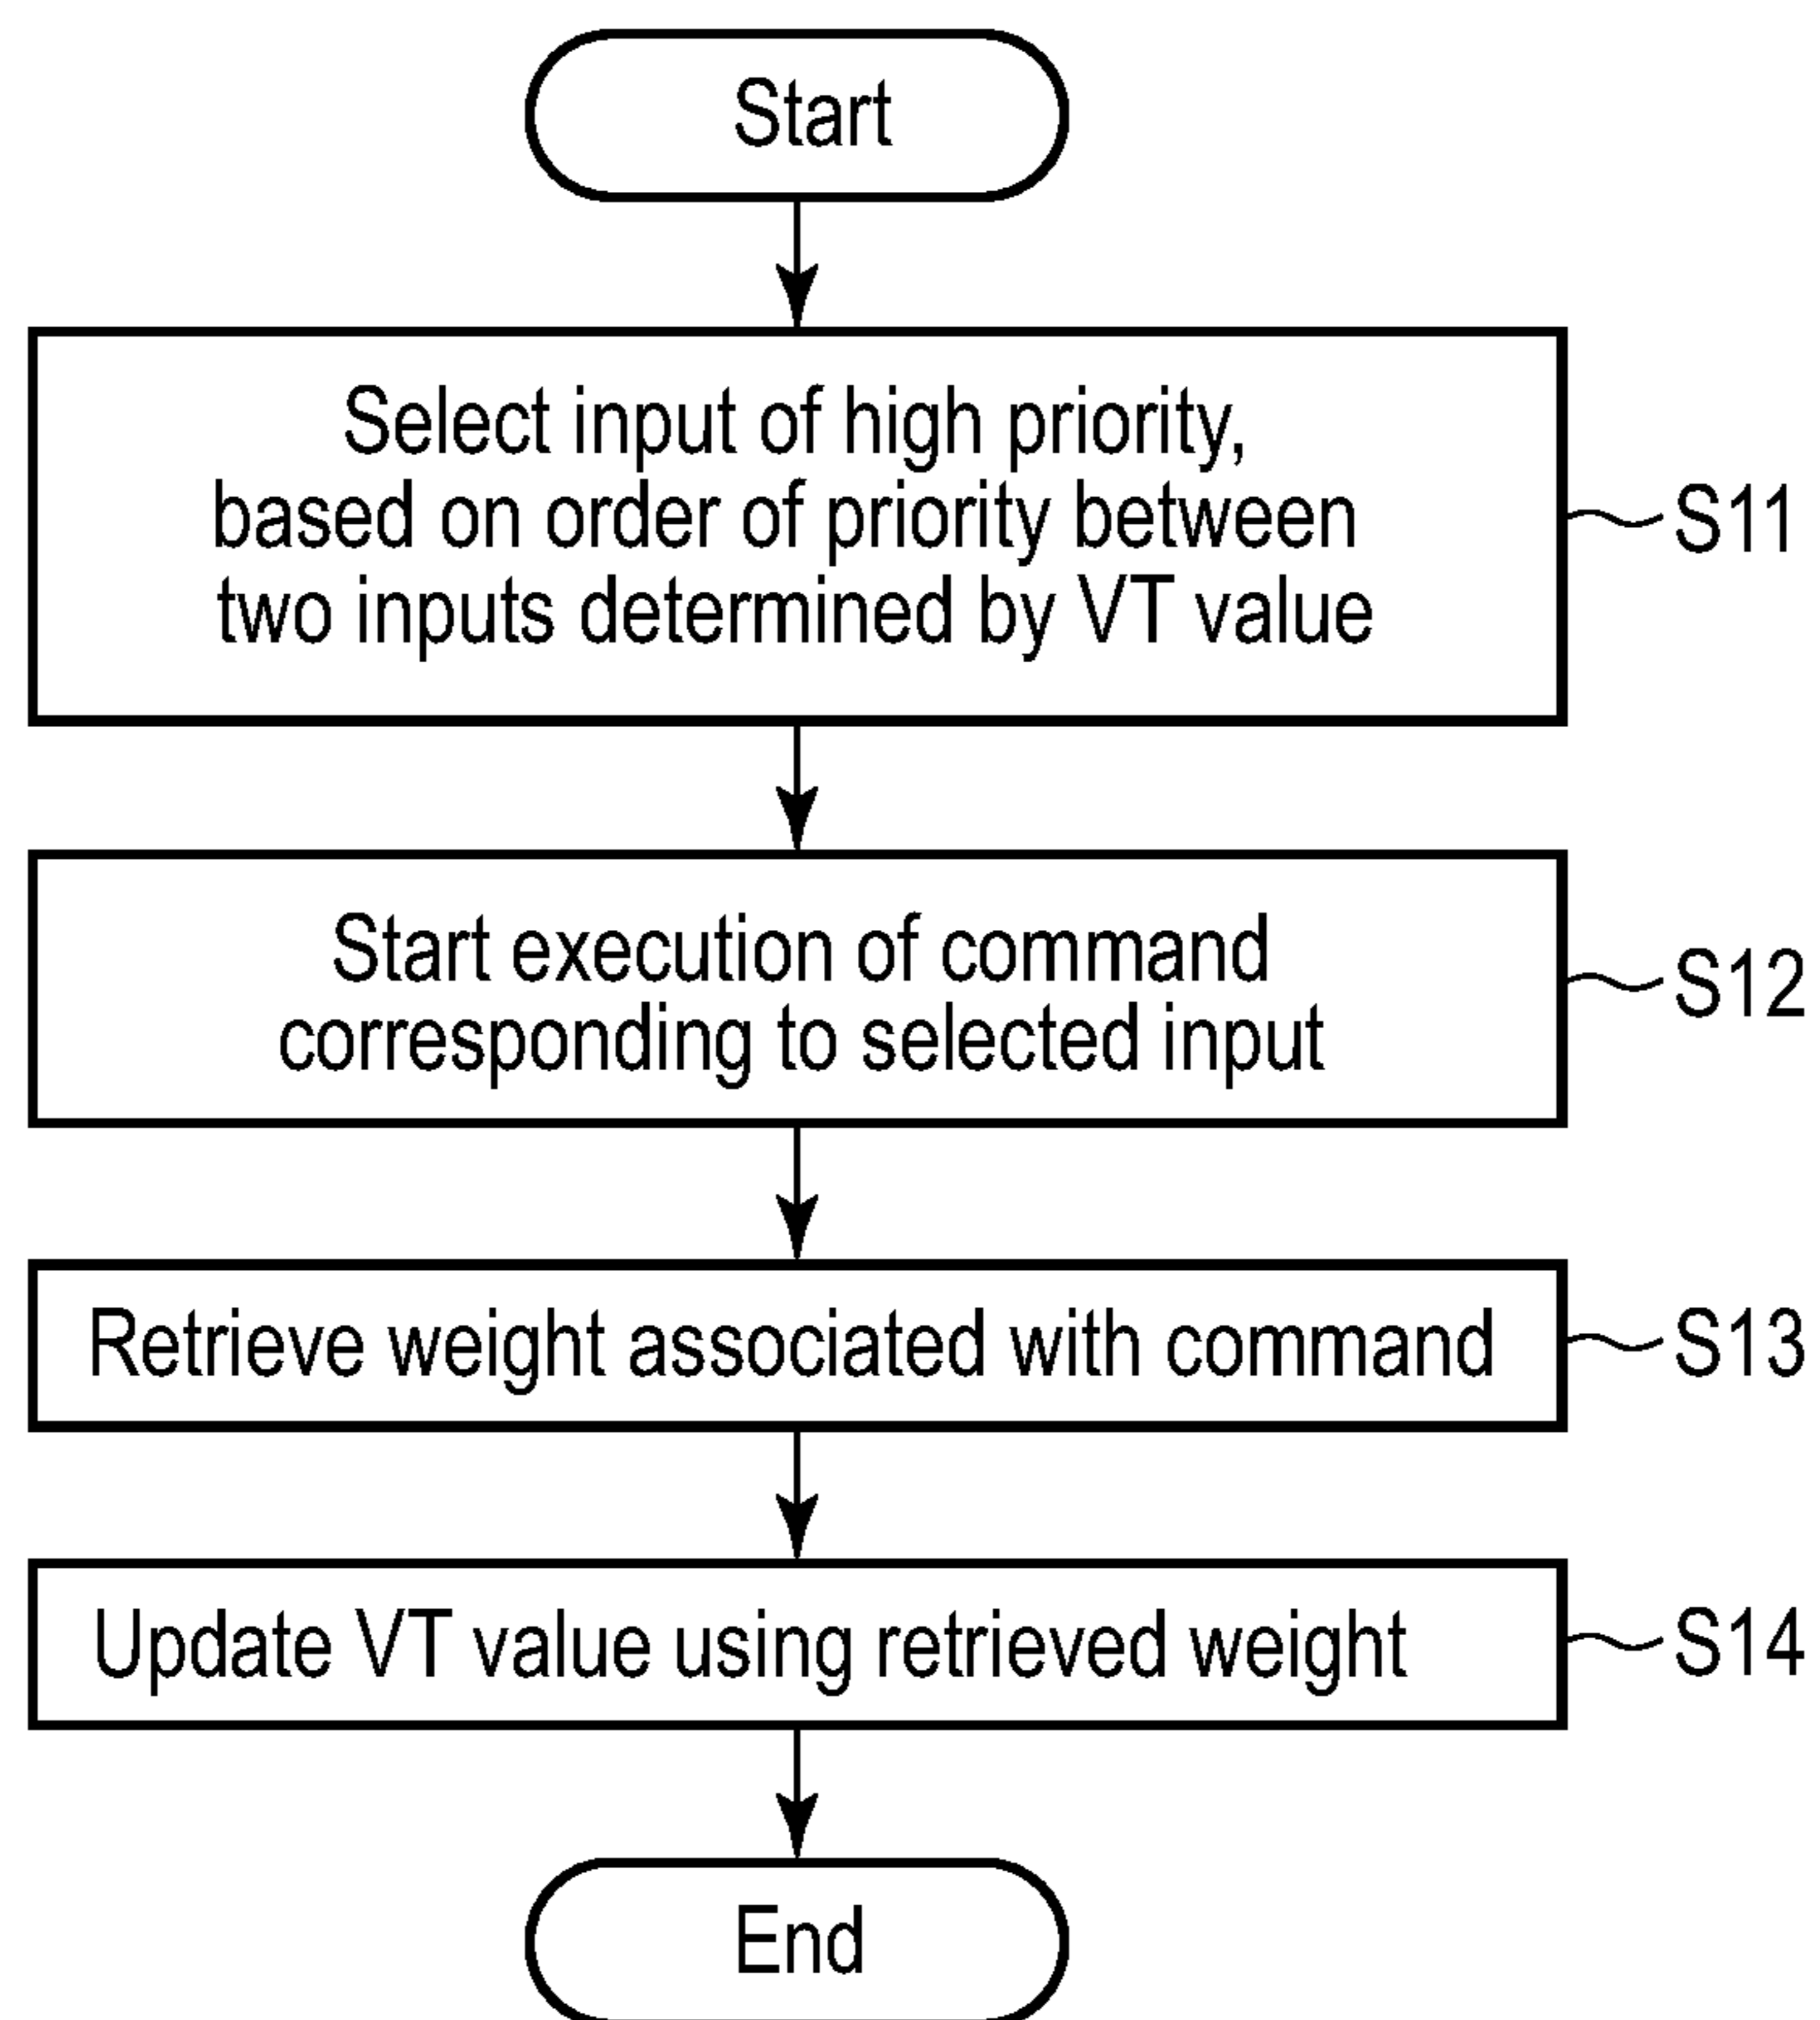 Start
Select input of high priority,
based on order of priority between
two inputs determined by VT value
S11
Start execution of command
corresponding to selected input
S12
Retrieve weight associated with command
S13
Update VT value using retrieved weight
S14
End